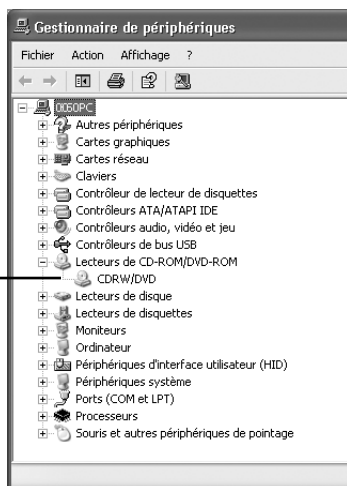 Gestionnaire de périphériques
Fichier Action Affichage ?
OEOPC
Autres périphériques
Cartes graphiques
Cartes réseau
Claviers
Contrôleur de lecteur de disquettes
Contrôleurs ATA/ATAPI IDE
Contrôleurs audio, vidéo et jeu
Contrôleurs de bus USB
Lecteurs de CD-ROM/DVD-ROM
CDRW/DVD
Lecteurs de disque
Lecteurs de disquettes
Moniteurs
Ordinateur
Périphériques d'interface utilisateur (HID)
Périphériques système
Ports (COM et LPT)
Processeurs
Souris et autres périphériques de pointage